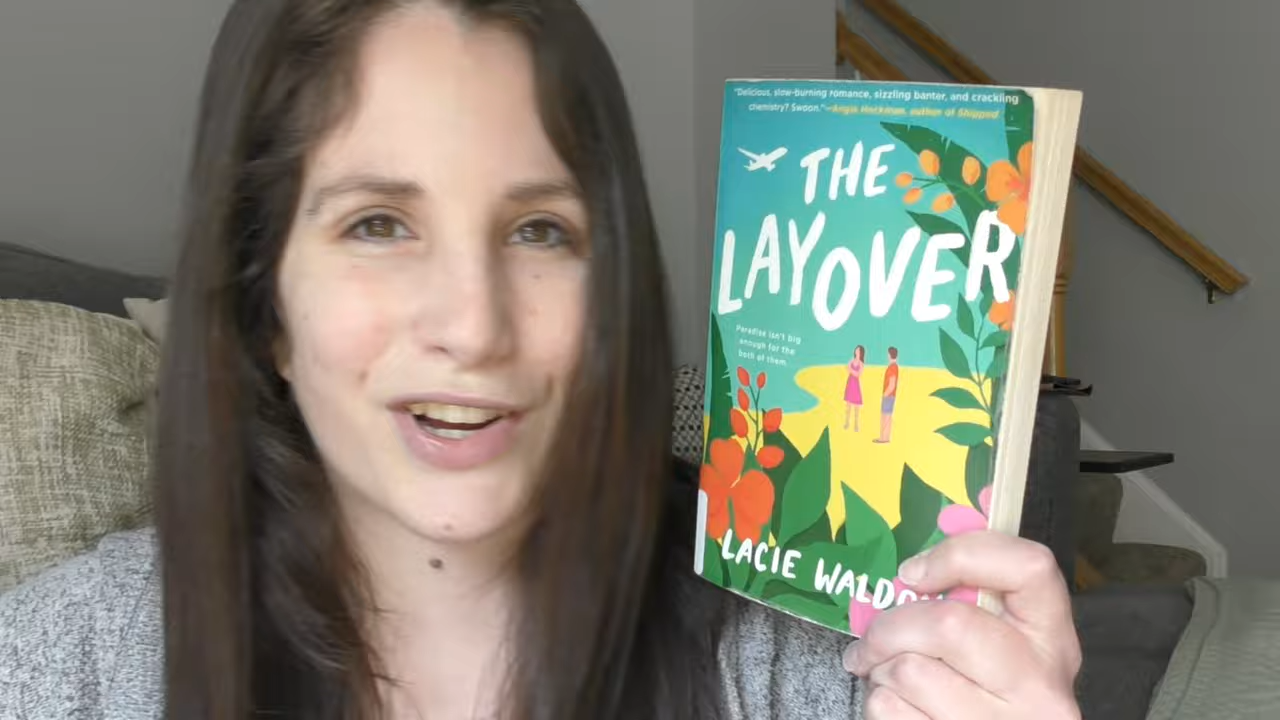 "Delicious, slow-burning romance, sizzling banter, and crackling
chemistry? Swoon."—Angie Hockman, author of Shipped
THE
LAYOVER
Paradise isn't big
enough for the
both of them.
LACIE WALDO